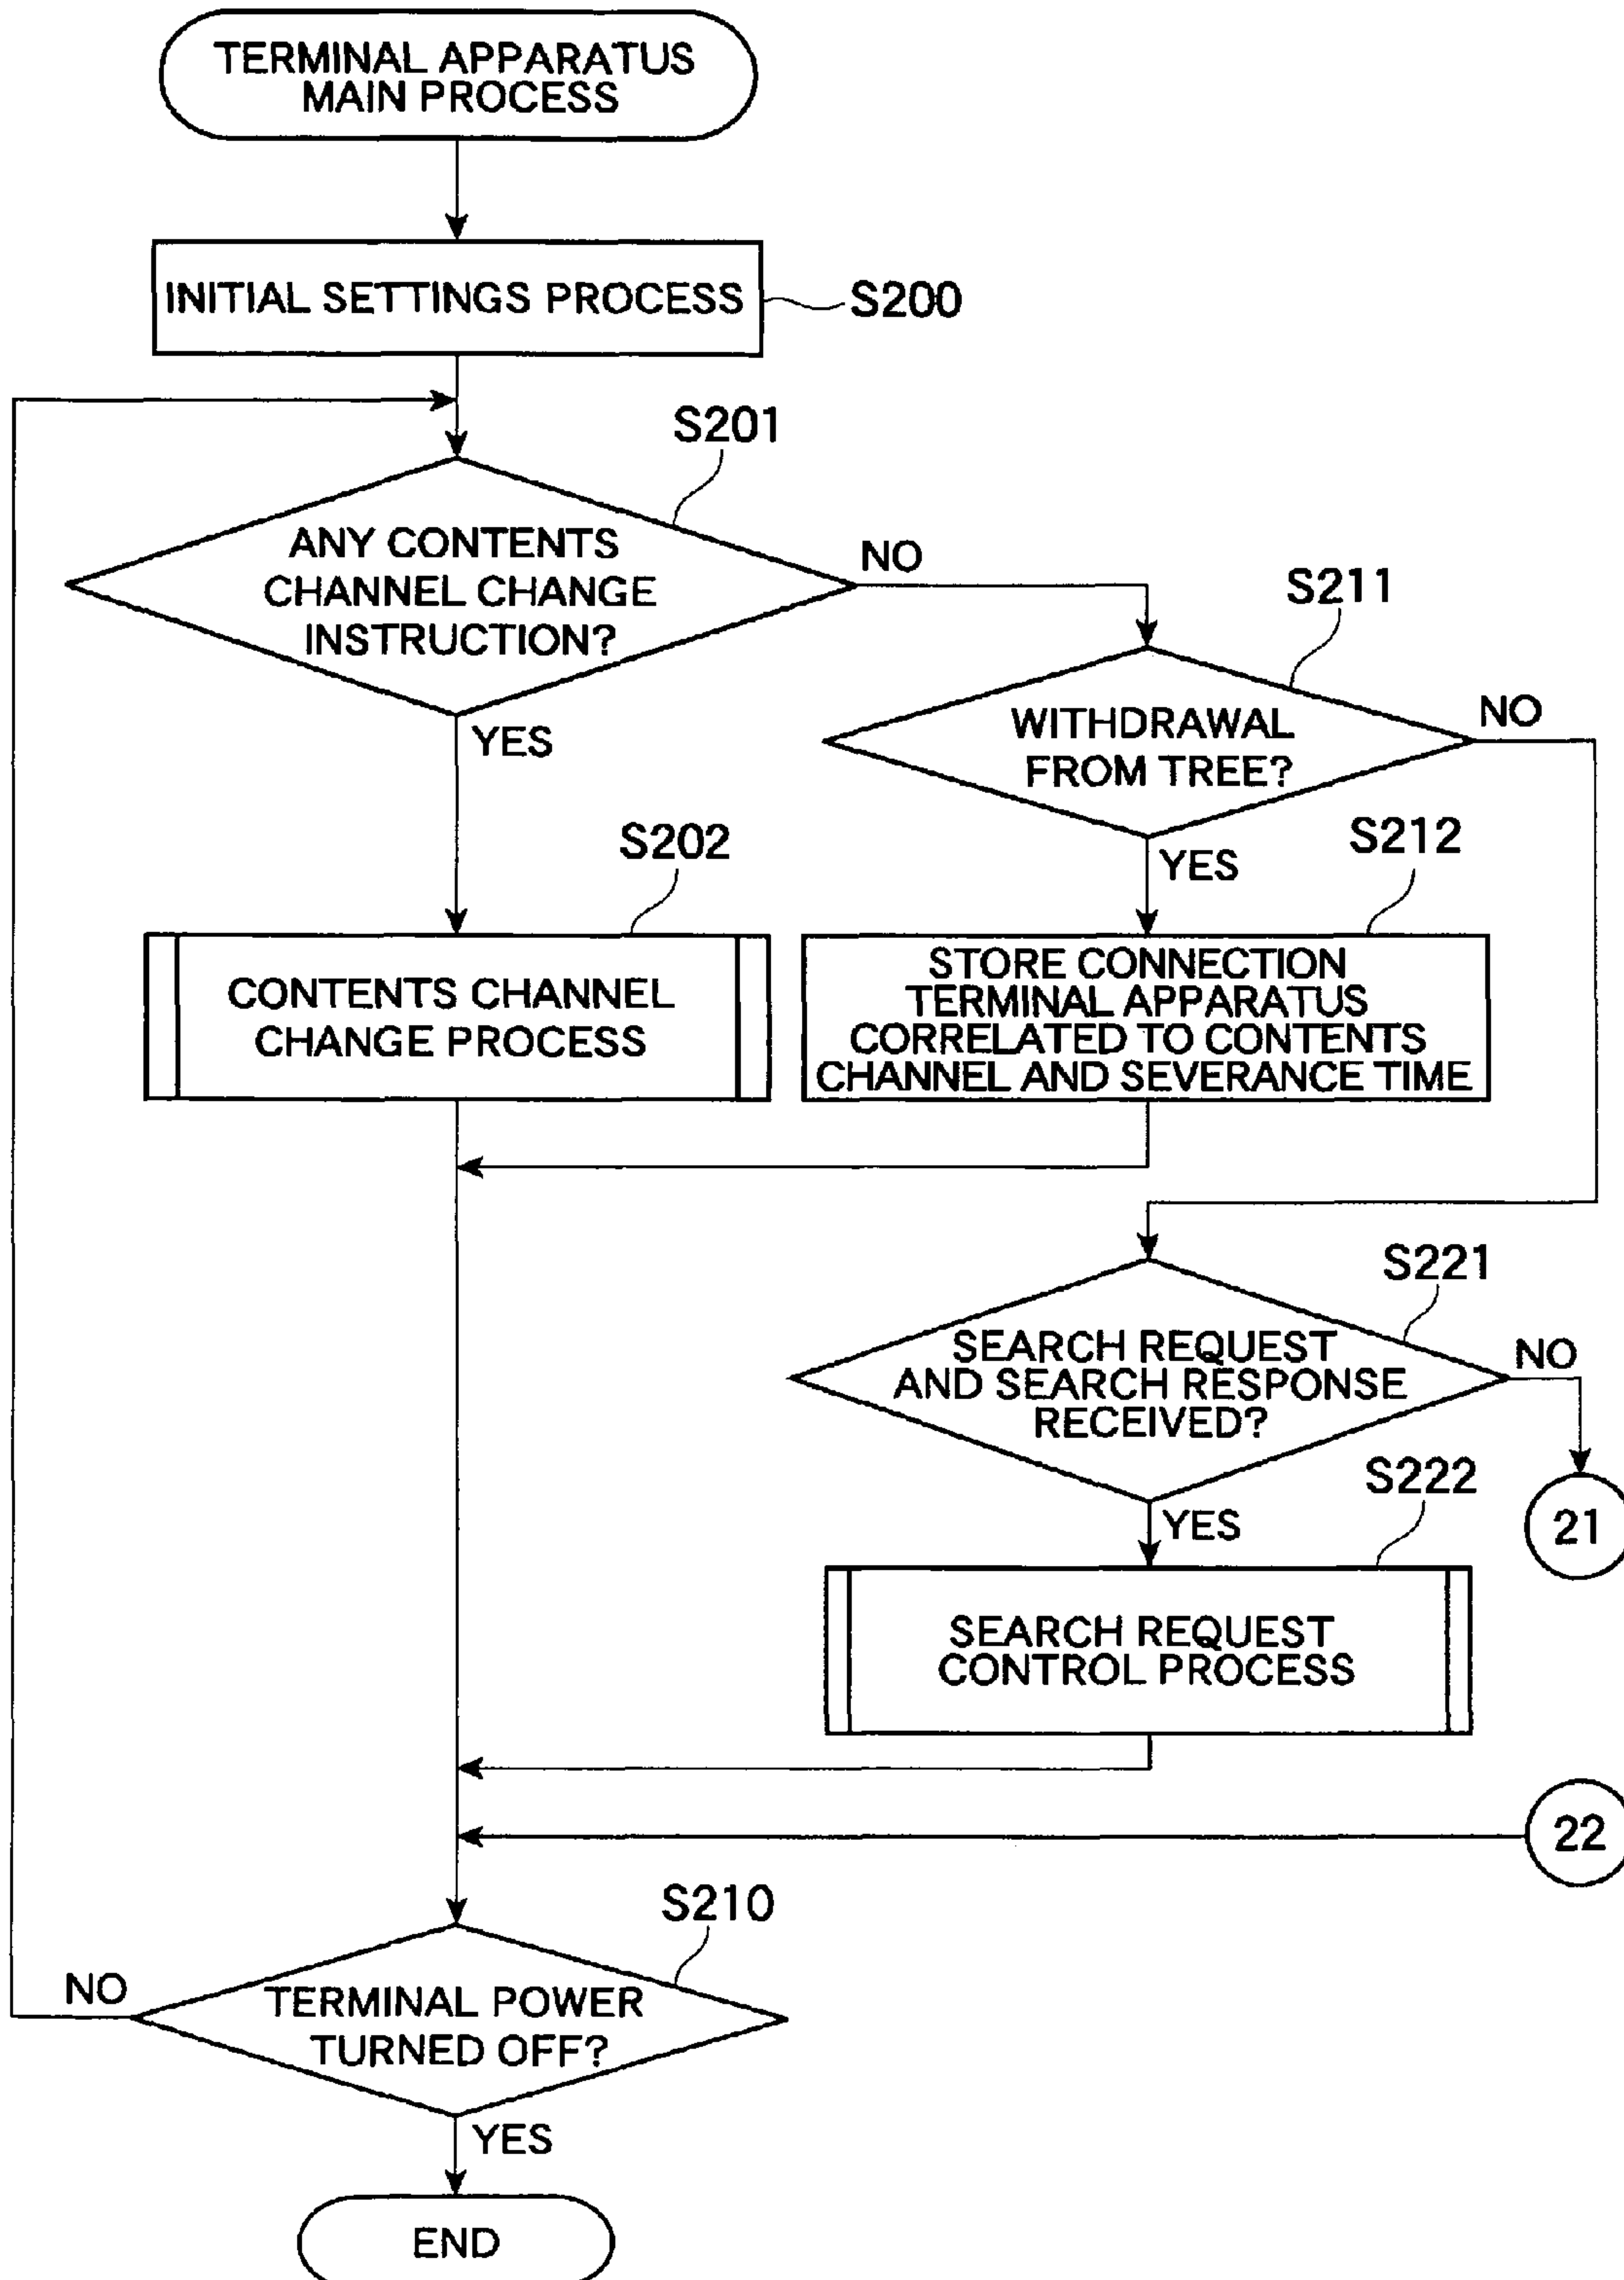 TERMINAL APPARATUS
MAIN PROCESS
INITIAL SETTINGS PROCESS
S200
S201
ANY CONTENTS
CHANNEL CHANGE
INSTRUCTION?
NO
YES
S211
WITHDRAWAL
FROM TREE?
NO
YES
S202
CONTENTS CHANNEL
CHANGE PROCESS
S212
STORE CONNECTION
TERMINAL APPARATUS
CORRELATED TO CONTENTS
CHANNEL AND SEVERANCE TIME
S221
SEARCH REQUEST
AND SEARCH RESPONSE
RECEIVED?
NO
YES
21
S222
SEARCH REQUEST
CONTROL PROCESS
22
S210
TERMINAL POWER
TURNED OFF?
NO
YES
END